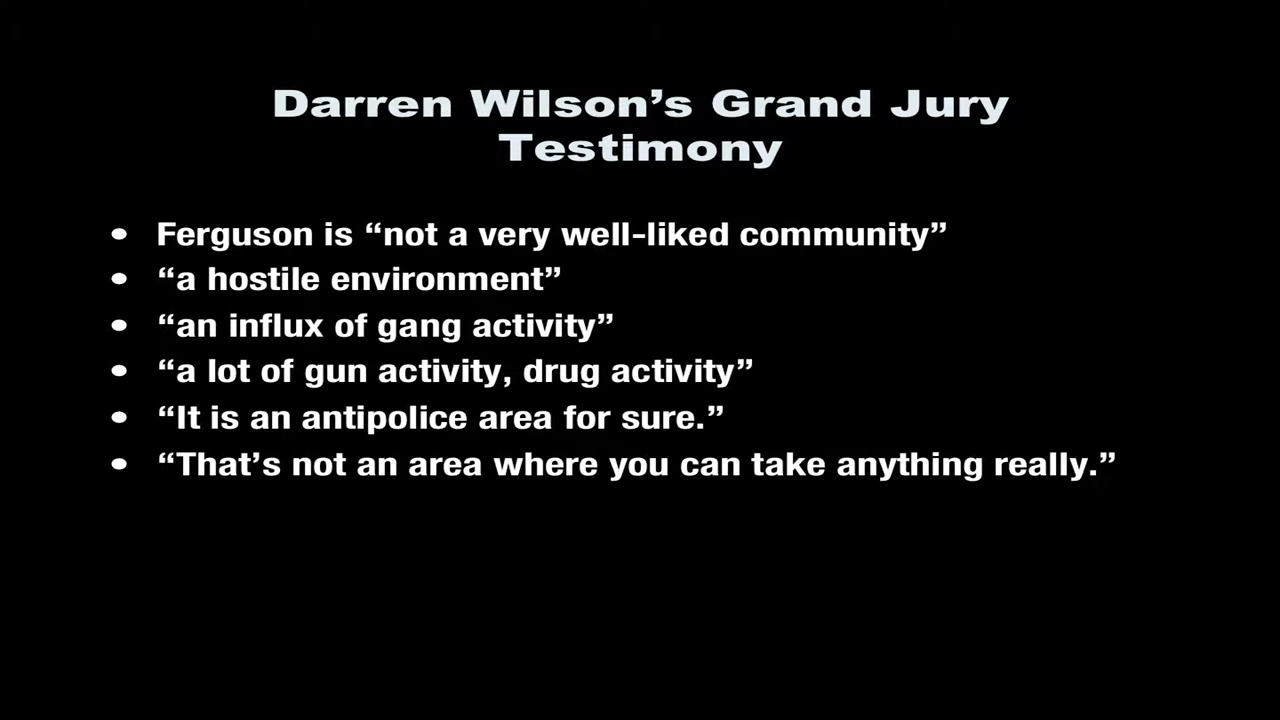 Darren Wilson’s Grand Jury
Testimony
• Ferguson is “not a very well-liked community”
• “a hostile environment”
• “an influx of gang activity”
• “a lot of gun activity, drug activity”
• “It is an antipolice area for sure.”
• “That’s not an area where you can take anything really.”